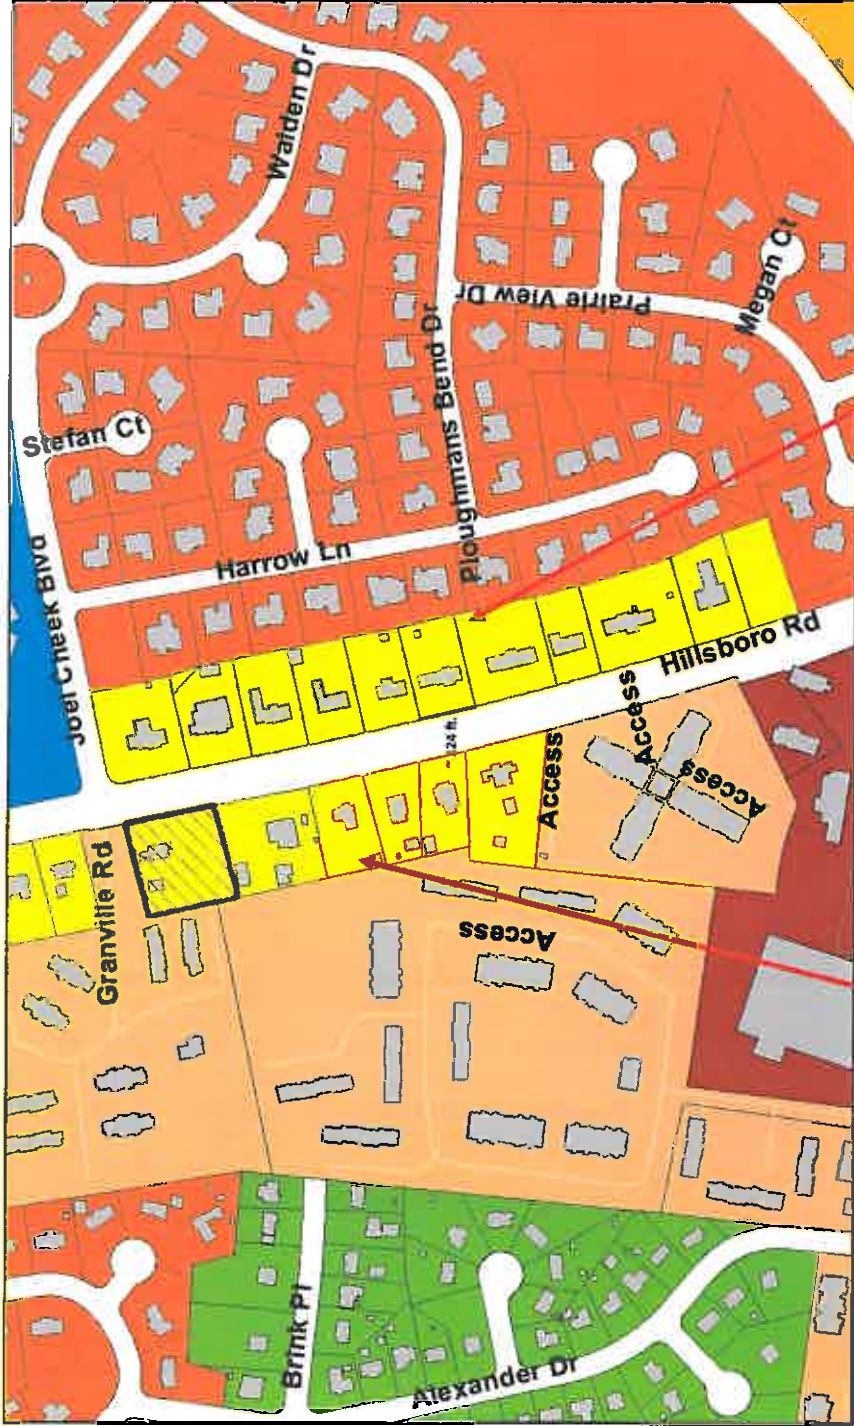 Walden Dr
Stefan Ct
Prairie View Dr
Megan Ct
Ploughmans Bend Dr
Harrow Ln
Joel Cheek Blvd
Hillsboro Rd
Access
Access
Access
~ 124 ft.
Granville Rd
Access
Brink Pl
Alexander Dr